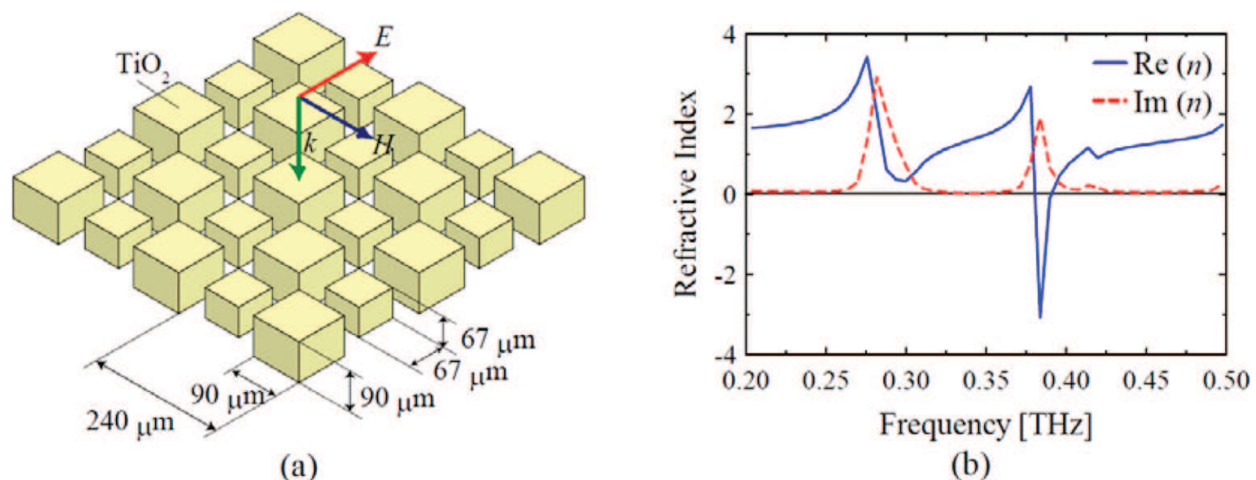 TiO2
E
H
k
67 μm
67 μm
90 μm
90 μm
240 μm
(a)
4
2
0
-2
-4
Refractive Index
Re (n)
Im (n)
0.20 0.25 0.30 0.35 0.40 0.45 0.50
Frequency [THz]
(b)